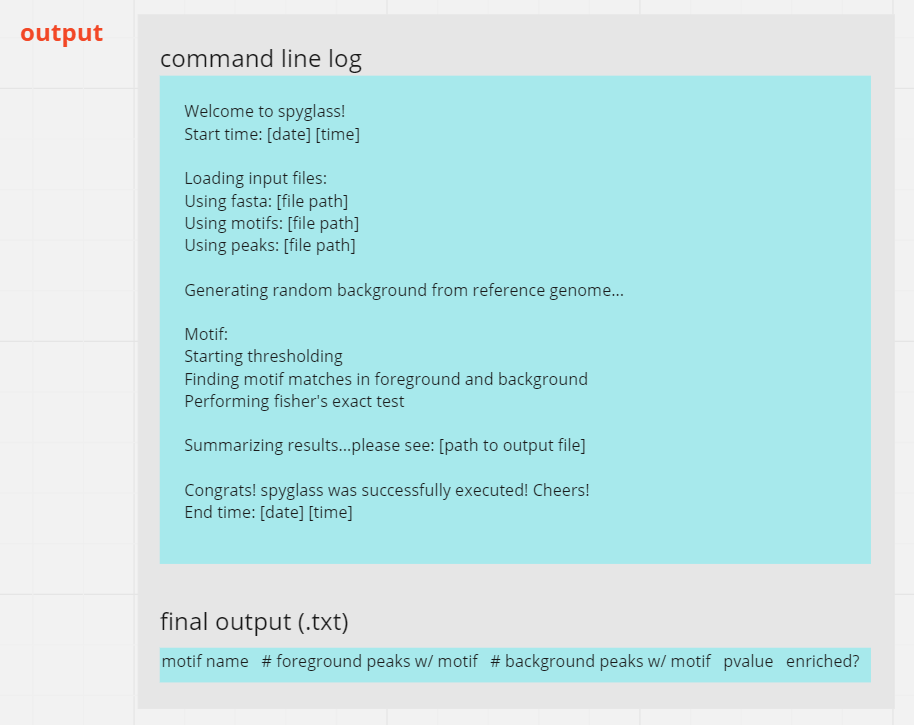 output
command line log
Welcome to spyglass!
Start time: [date] [time]
Loading input files:
Using fasta: [file path]
Using motifs: [file path]
Using peaks: [file path]
Generating random background from reference genome...
Motif:
Starting thresholding
Finding motif matches in foreground and background
Performing fisher's exact test
Summarizing results...please see: [path to output file]
Congrats! spyglass was successfully executed! Cheers!
End time: [date] [time]
final output (.txt)
motif name # foreground peaks w/ motif # background peaks w/ motif pvalue enriched?